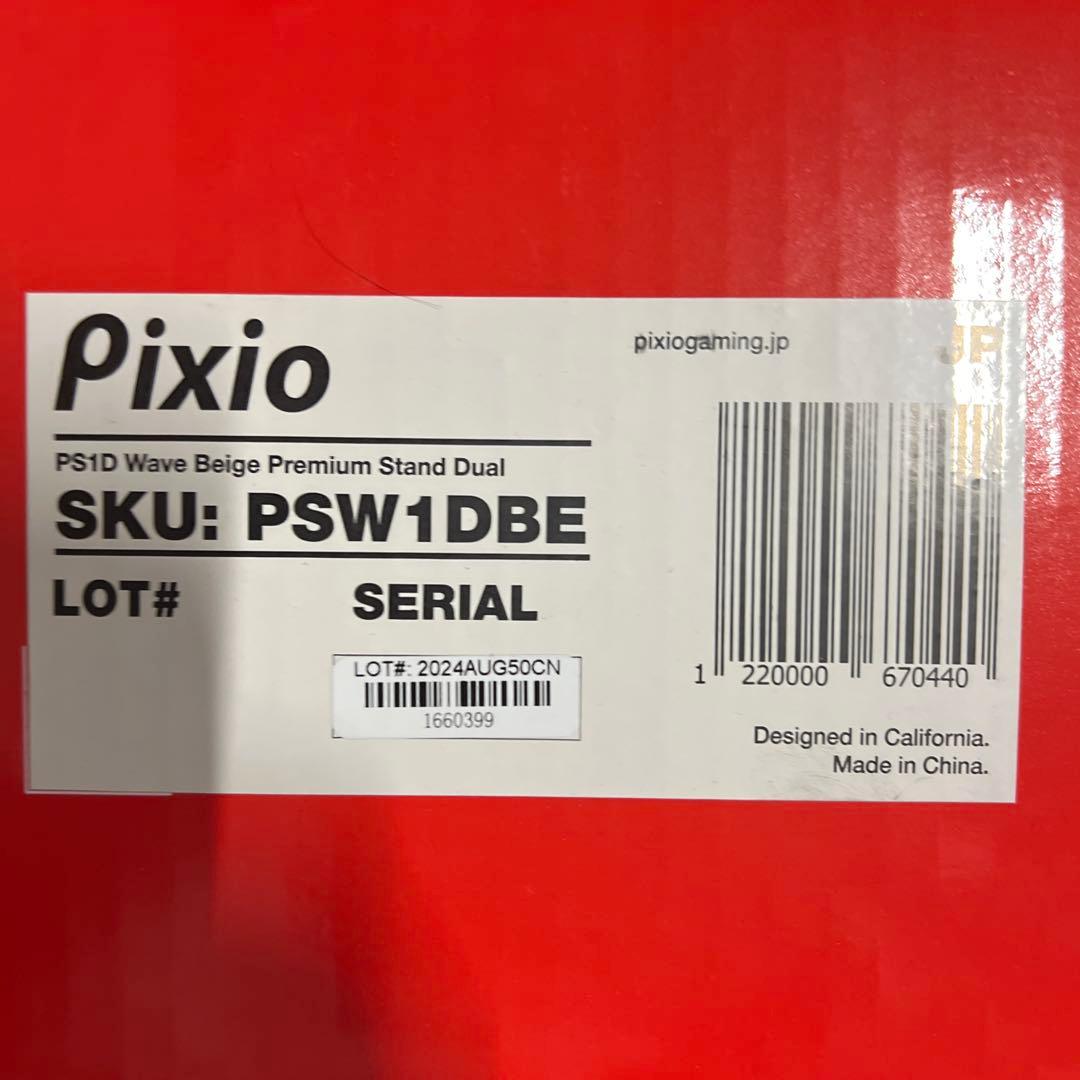 Pixio
pixiogaming.jp
JP
PS1D Wave Beige Premium Stand Dual
SKU: PSW1DBE
LOT#
SERIAL
LOT#: 2024AUG50CN
1660399
1 220000 670440
Designed in California.
Made in China.